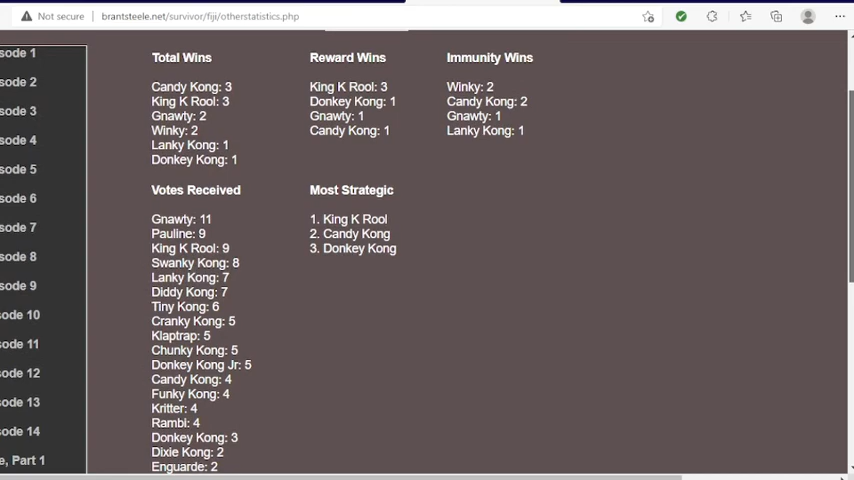 Not secure | brantsteele.net/survivor/fiji/otherstatistics.php
sode 1
sode 2
sode 3
sode 4
sode 5
sode 6
sode 7
sode 8
sode 9
sode 10
sode 11
sode 12
sode 13
sode 14
e, Part 1
Total Wins
Candy Kong: 3
King K Rool: 3
Gnawty: 2
Winky: 2
Lanky Kong: 1
Donkey Kong: 1
Reward Wins
King K Rool: 3
Donkey Kong: 1
Gnawty: 1
Candy Kong: 1
Immunity Wins
Winky: 2
Candy Kong: 2
Gnawty: 1
Lanky Kong: 1
Votes Received
Gnawty: 11
Pauline: 9
King K Rool: 9
Swanky Kong: 8
Lanky Kong: 7
Diddy Kong: 7
Tiny Kong: 6
Cranky Kong: 5
Klaptrap: 5
Chunky Kong: 5
Donkey Kong Jr: 5
Candy Kong: 4
Funky Kong: 4
Kritter: 4
Rambi: 4
Donkey Kong: 3
Dixie Kong: 2
Enguarde: 2
Most Strategic
1. King K Rool
2. Candy Kong
3. Donkey Kong